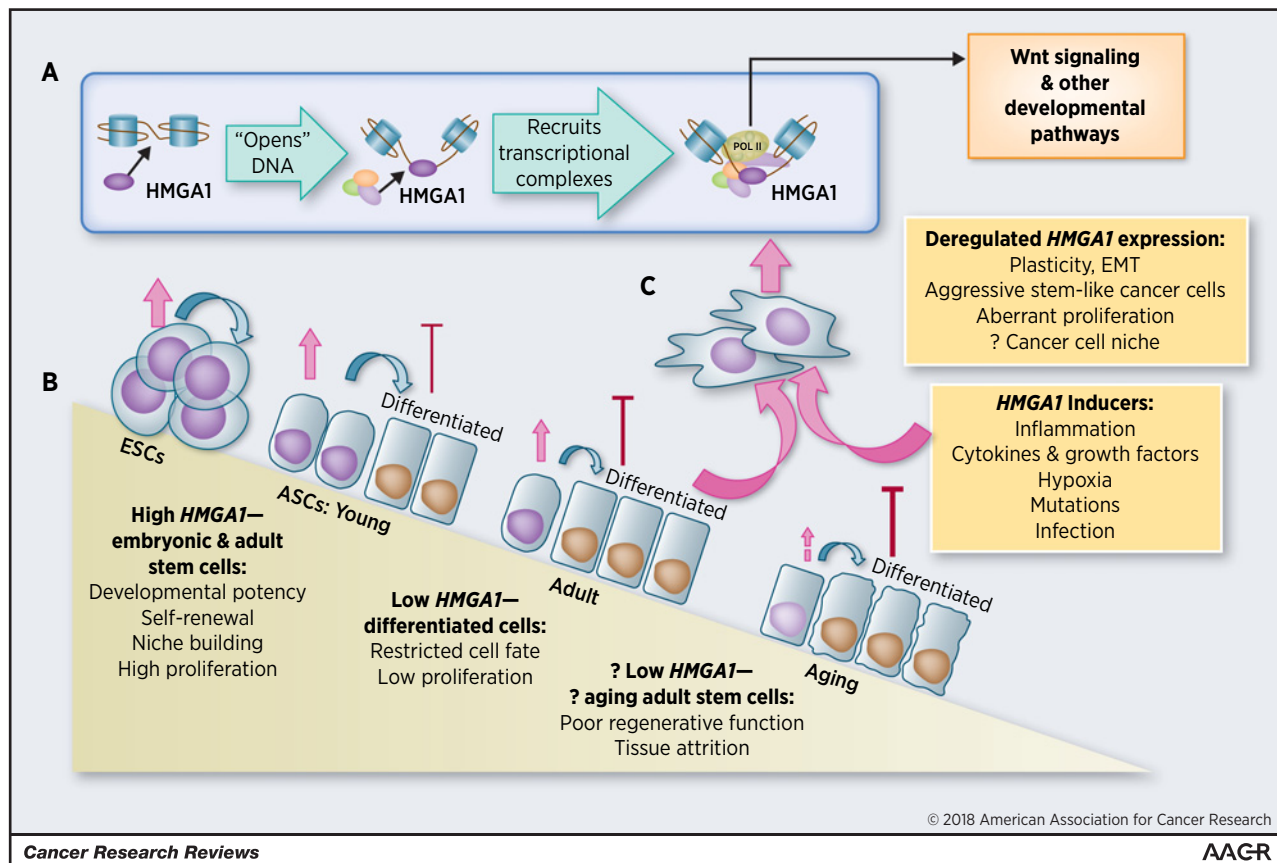 A
HMGA1
"Opens"
DNA
HMGA1
Recruits
transcriptional
complexes
POL II
HMGA1
Wnt signaling
& other
developmental
pathways
Deregulated HMGA1 expression:
Plasticity, EMT
Aggressive stem-like cancer cells
Aberrant proliferation
? Cancer cell niche
C
HMGA1 Inducers:
Inflammation
Cytokines & growth factors
Hypoxia
Mutations
Infection
B
ESCs
ASCs: Young
Differentiated
Adult
Differentiated
Aging
Differentiated
High HMGA1—
embryonic & adult
stem cells:
Developmental potency
Self-renewal
Niche building
High proliferation
Low HMGA1—
differentiated cells:
Restricted cell fate
Low proliferation
? Low HMGA1—
? aging adult stem cells:
Poor regenerative function
Tissue attrition
© 2018 American Association for Cancer Research
Cancer Research Reviews
AACR